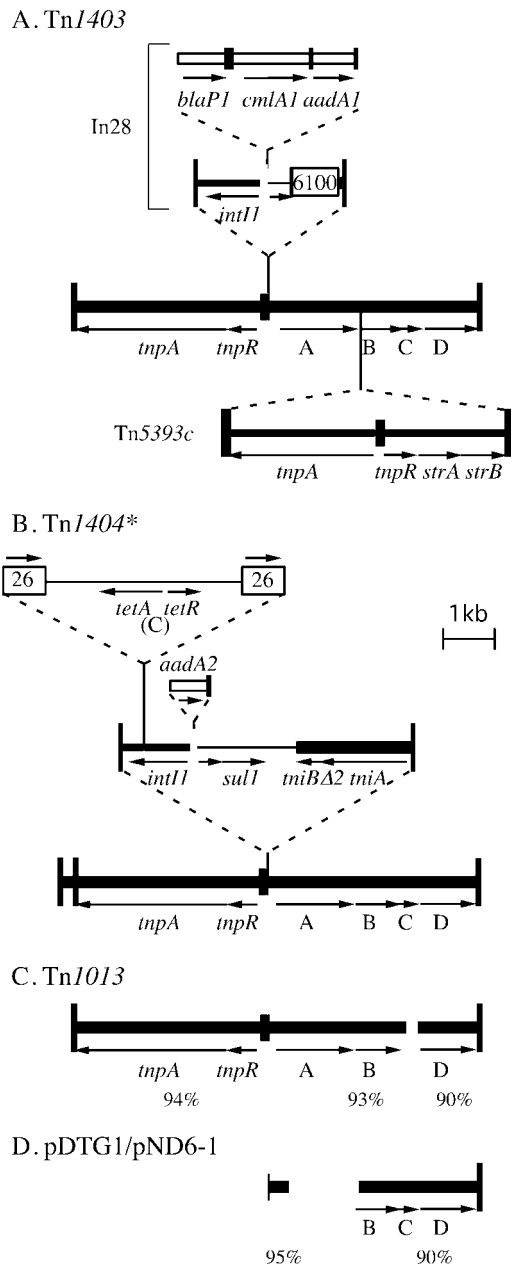 A. Tn1403
blaP1 cmlA1 aadA1
In28
6100
intI1
tnpA tnpR A B C D
Tn5393c
tnpA tnpR strA strB
B. Tn1404*
26 26
tetA tetR
(C)
1kb
aadA2
intI1 sul1 tniBΔ2 tniA
tnpA tnpR A B C D
C. Tn1013
tnpA tnpR A B D
94% 93% 90%
D. pDTG1/pND6-1
B C D
95% 90%